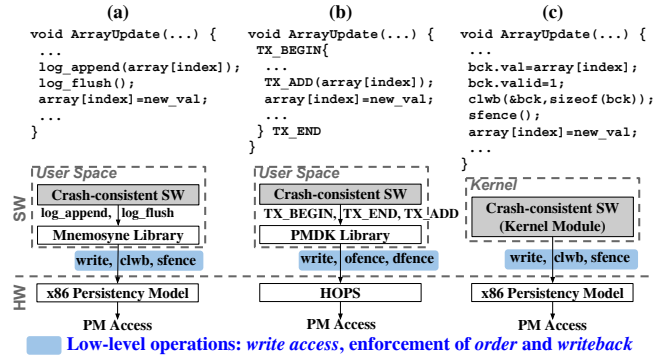 (a)
void ArrayUpdate(...) {
...
log_append(array[index]);
log_flush();
array[index]=new_val;
...
}
User Space
Crash-consistent SW
log_append, log_flush
Mnemosyne Library
write, clwb, sfence
x86 Persistency Model
PM Access
(b)
void ArrayUpdate(...) {
TX_BEGIN{
...
TX_ADD(array[index]);
array[index]=new_val;
...
} TX_END
}
User Space
Crash-consistent SW
TX_BEGIN, TX_END, TX_ADD
PMDK Library
write, ofence, dfence
HOPS
PM Access
(c)
void ArrayUpdate(...) {
...
bck.val=array[index];
bck.valid=1;
clwb(&bck,sizeof(bck));
sfence();
array[index]=new_val;
...
}
Kernel
Crash-consistent SW
(Kernel Module)
write, clwb, sfence
x86 Persistency Model
PM Access
SW
HW
Low-level operations: write access, enforcement of order and writeback